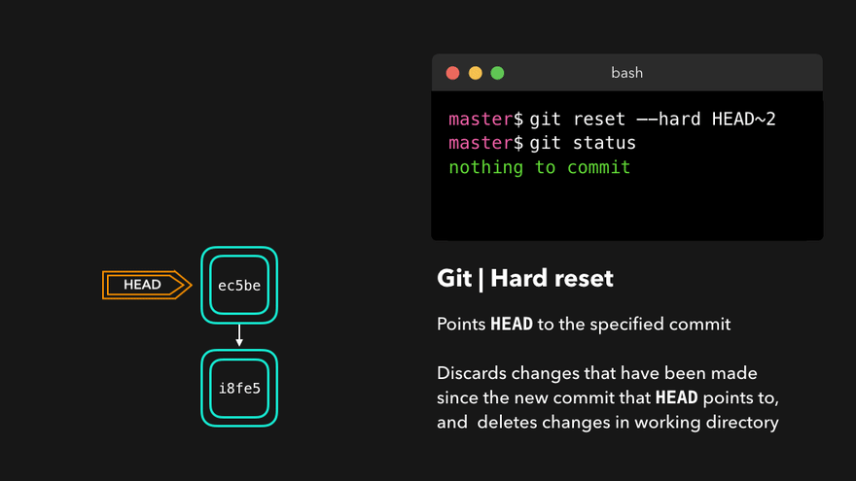 bash
master$ git reset --hard HEAD~2
master$ git status
nothing to commit
HEAD
ec5be
i8fe5
Git | Hard reset
Points HEAD to the specified commit
Discards changes that have been made
since the new commit that HEAD points to,
and deletes changes in working directory